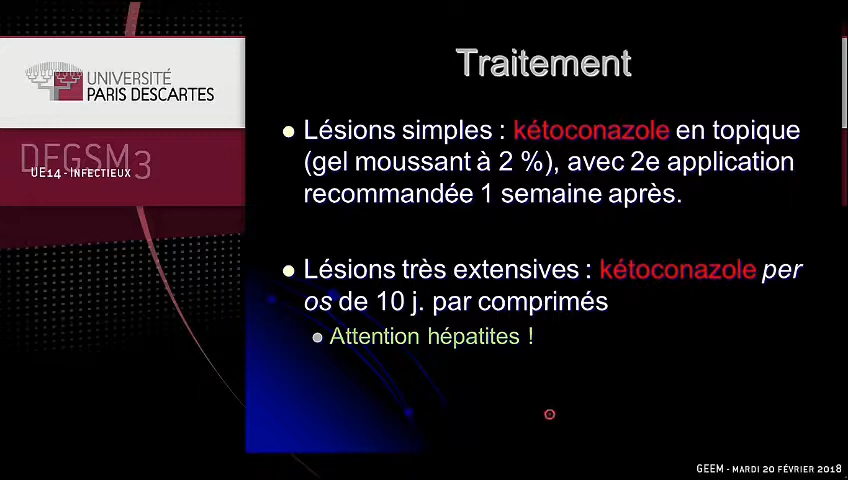 UNIVERSITÉ
PARIS DESCARTES
DFGSM3
UE14 - INFECTIEUX
Traitement
Lésions simples : kétoconazole en topique
(gel moussant à 2 %), avec 2e application
recommandée 1 semaine après.
Lésions très extensives : kétoconazole per
os de 10 j. par comprimés
Attention hépatites !
GEEM - MARDI 20 FÉVRIER 2018